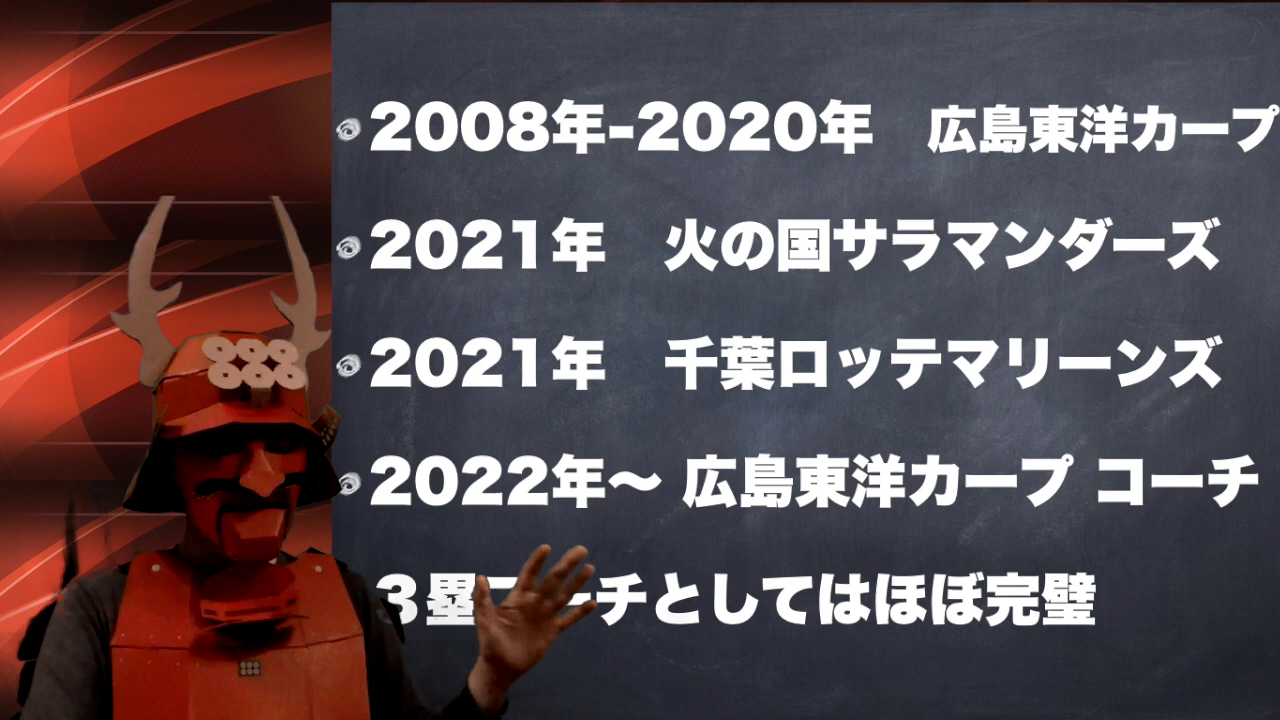 2008年-2020年 広島東洋カープ
2021年 火の国サラマンダーズ
2021年 千葉ロッテマリーンズ
2022年〜 広島東洋カープ コーチ
３塁コーチとしてはほぼ完璧